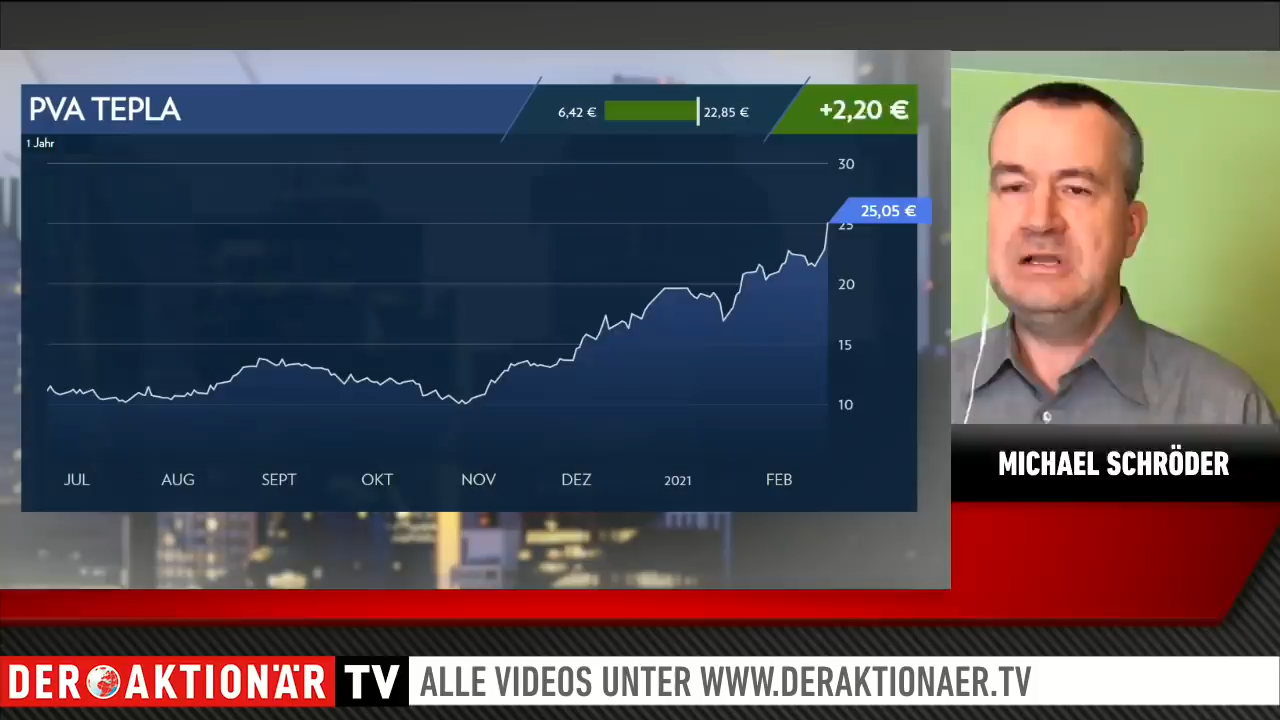 PVA TEPLA
6,42 €
22,85 €
+2,20 €
1 Jahr
30
25,05 €
25
20
15
10
JUL
AUG
SEPT
OKT
NOV
DEZ
2021
FEB
MICHAEL SCHRÖDER
DER AKTIONÄR TV
ALLE VIDEOS UNTER WWW.DERAKTIONAER.TV